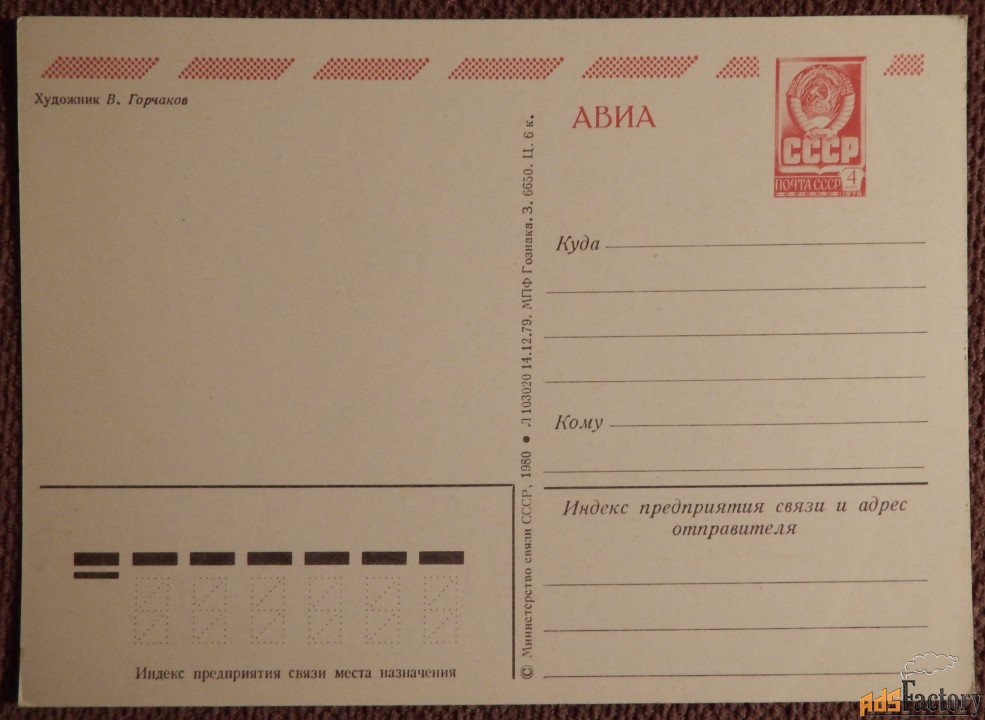 Художник В. Горчаков
АВИА
СССР
ПОЧТА СССР 4
Куда
Кому
Индекс предприятия связи и адрес
отправителя
© Министерство связи СССР, 1980 ● Л 103020 14.12.79. МПФ Гознака. З. 6650. Ц. 6 к.
Индекс предприятия связи места назначения
AdsFactory